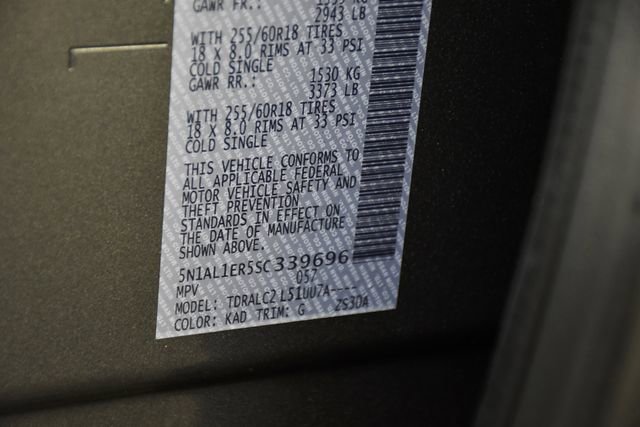 GAWR FR.:
2943 LB
WITH 255/60R18 TIRES
18 X 8.0 RIMS AT 33 PSI
COLD SINGLE
GAWR RR.: 1530 KG
3373 LB
WITH 255/60R18 TIRES
18 X 8.0 RIMS AT 33 PSI
COLD SINGLE
THIS VEHICLE CONFORMS TO
ALL APPLICABLE FEDERAL
MOTOR VEHICLE SAFETY AND
THEFT PREVENTION
STANDARDS IN EFFECT ON
THE DATE OF MANUFACTURE
SHOWN ABOVE.
5N1AL1ER5SC339696
MPV 057
MODEL: TDRALC2 L51UU7A----
COLOR: KAD TRIM: G 2S30A